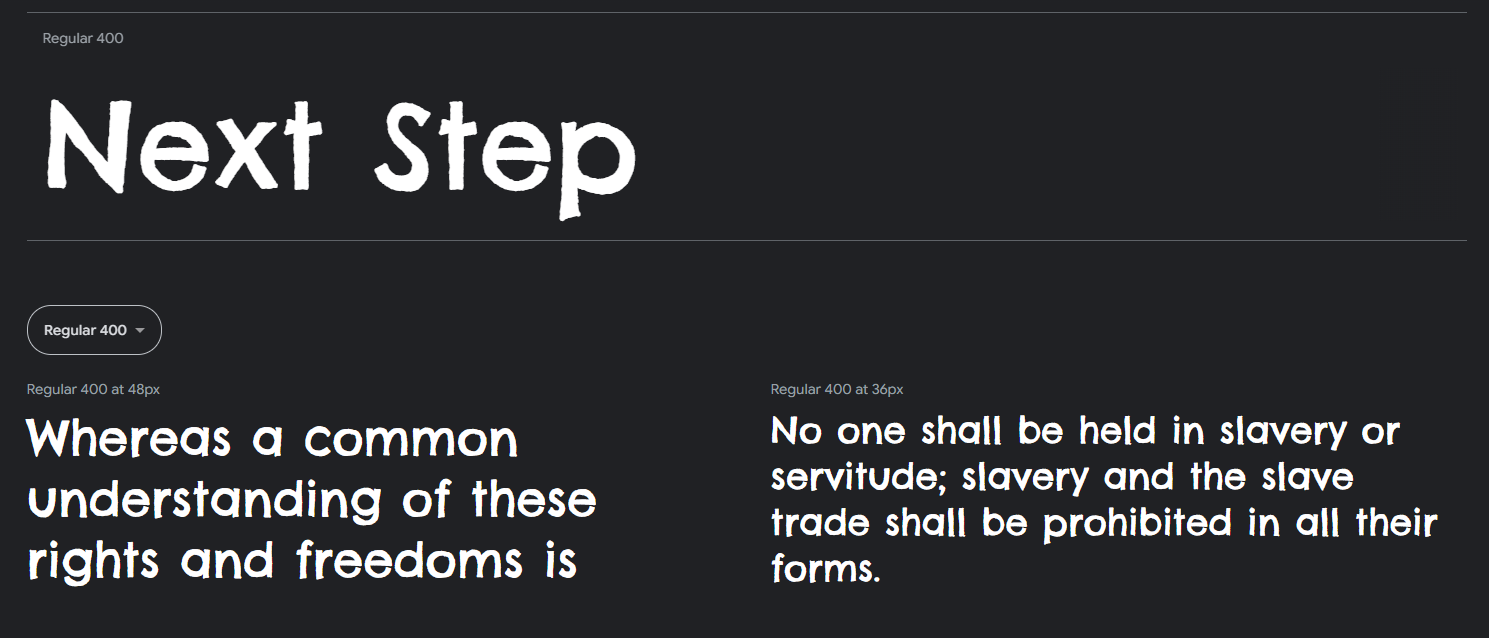 Regular 400
Next Step
Regular 400
Regular 400 at 48px
Whereas a common
understanding of these
rights and freedoms is
Regular 400 at 36px
No one shall be held in slavery or
servitude; slavery and the slave
trade shall be prohibited in all their
forms.